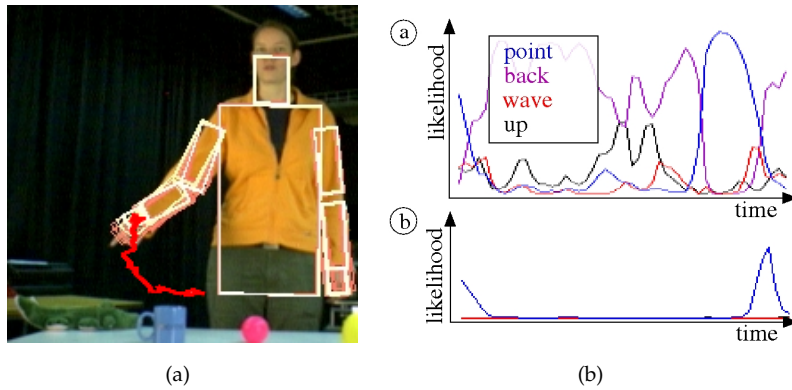 a
likelihood
point
back
wave
up
time
b
likelihood
time
(a)
(b)